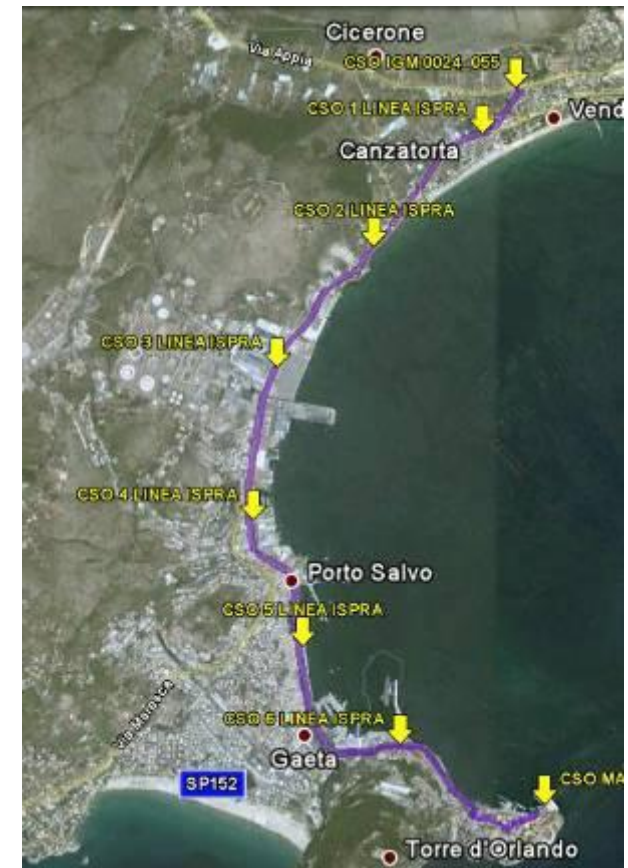 Cicerone
Via Appia
CSO IGM 0024_055
CSO 1 LINEA ISPRA
Vend
Canzatorta
CSO 2 LINEA ISPRA
CSO 3 LINEA ISPRA
CSO 4 LINEA ISPRA
Porto Salvo
CSO 5 LINEA ISPRA
Via Maresca
CSO 6 LINEA ISPRA
Gaeta
SP152
CSO MA
Torre d'Orlando